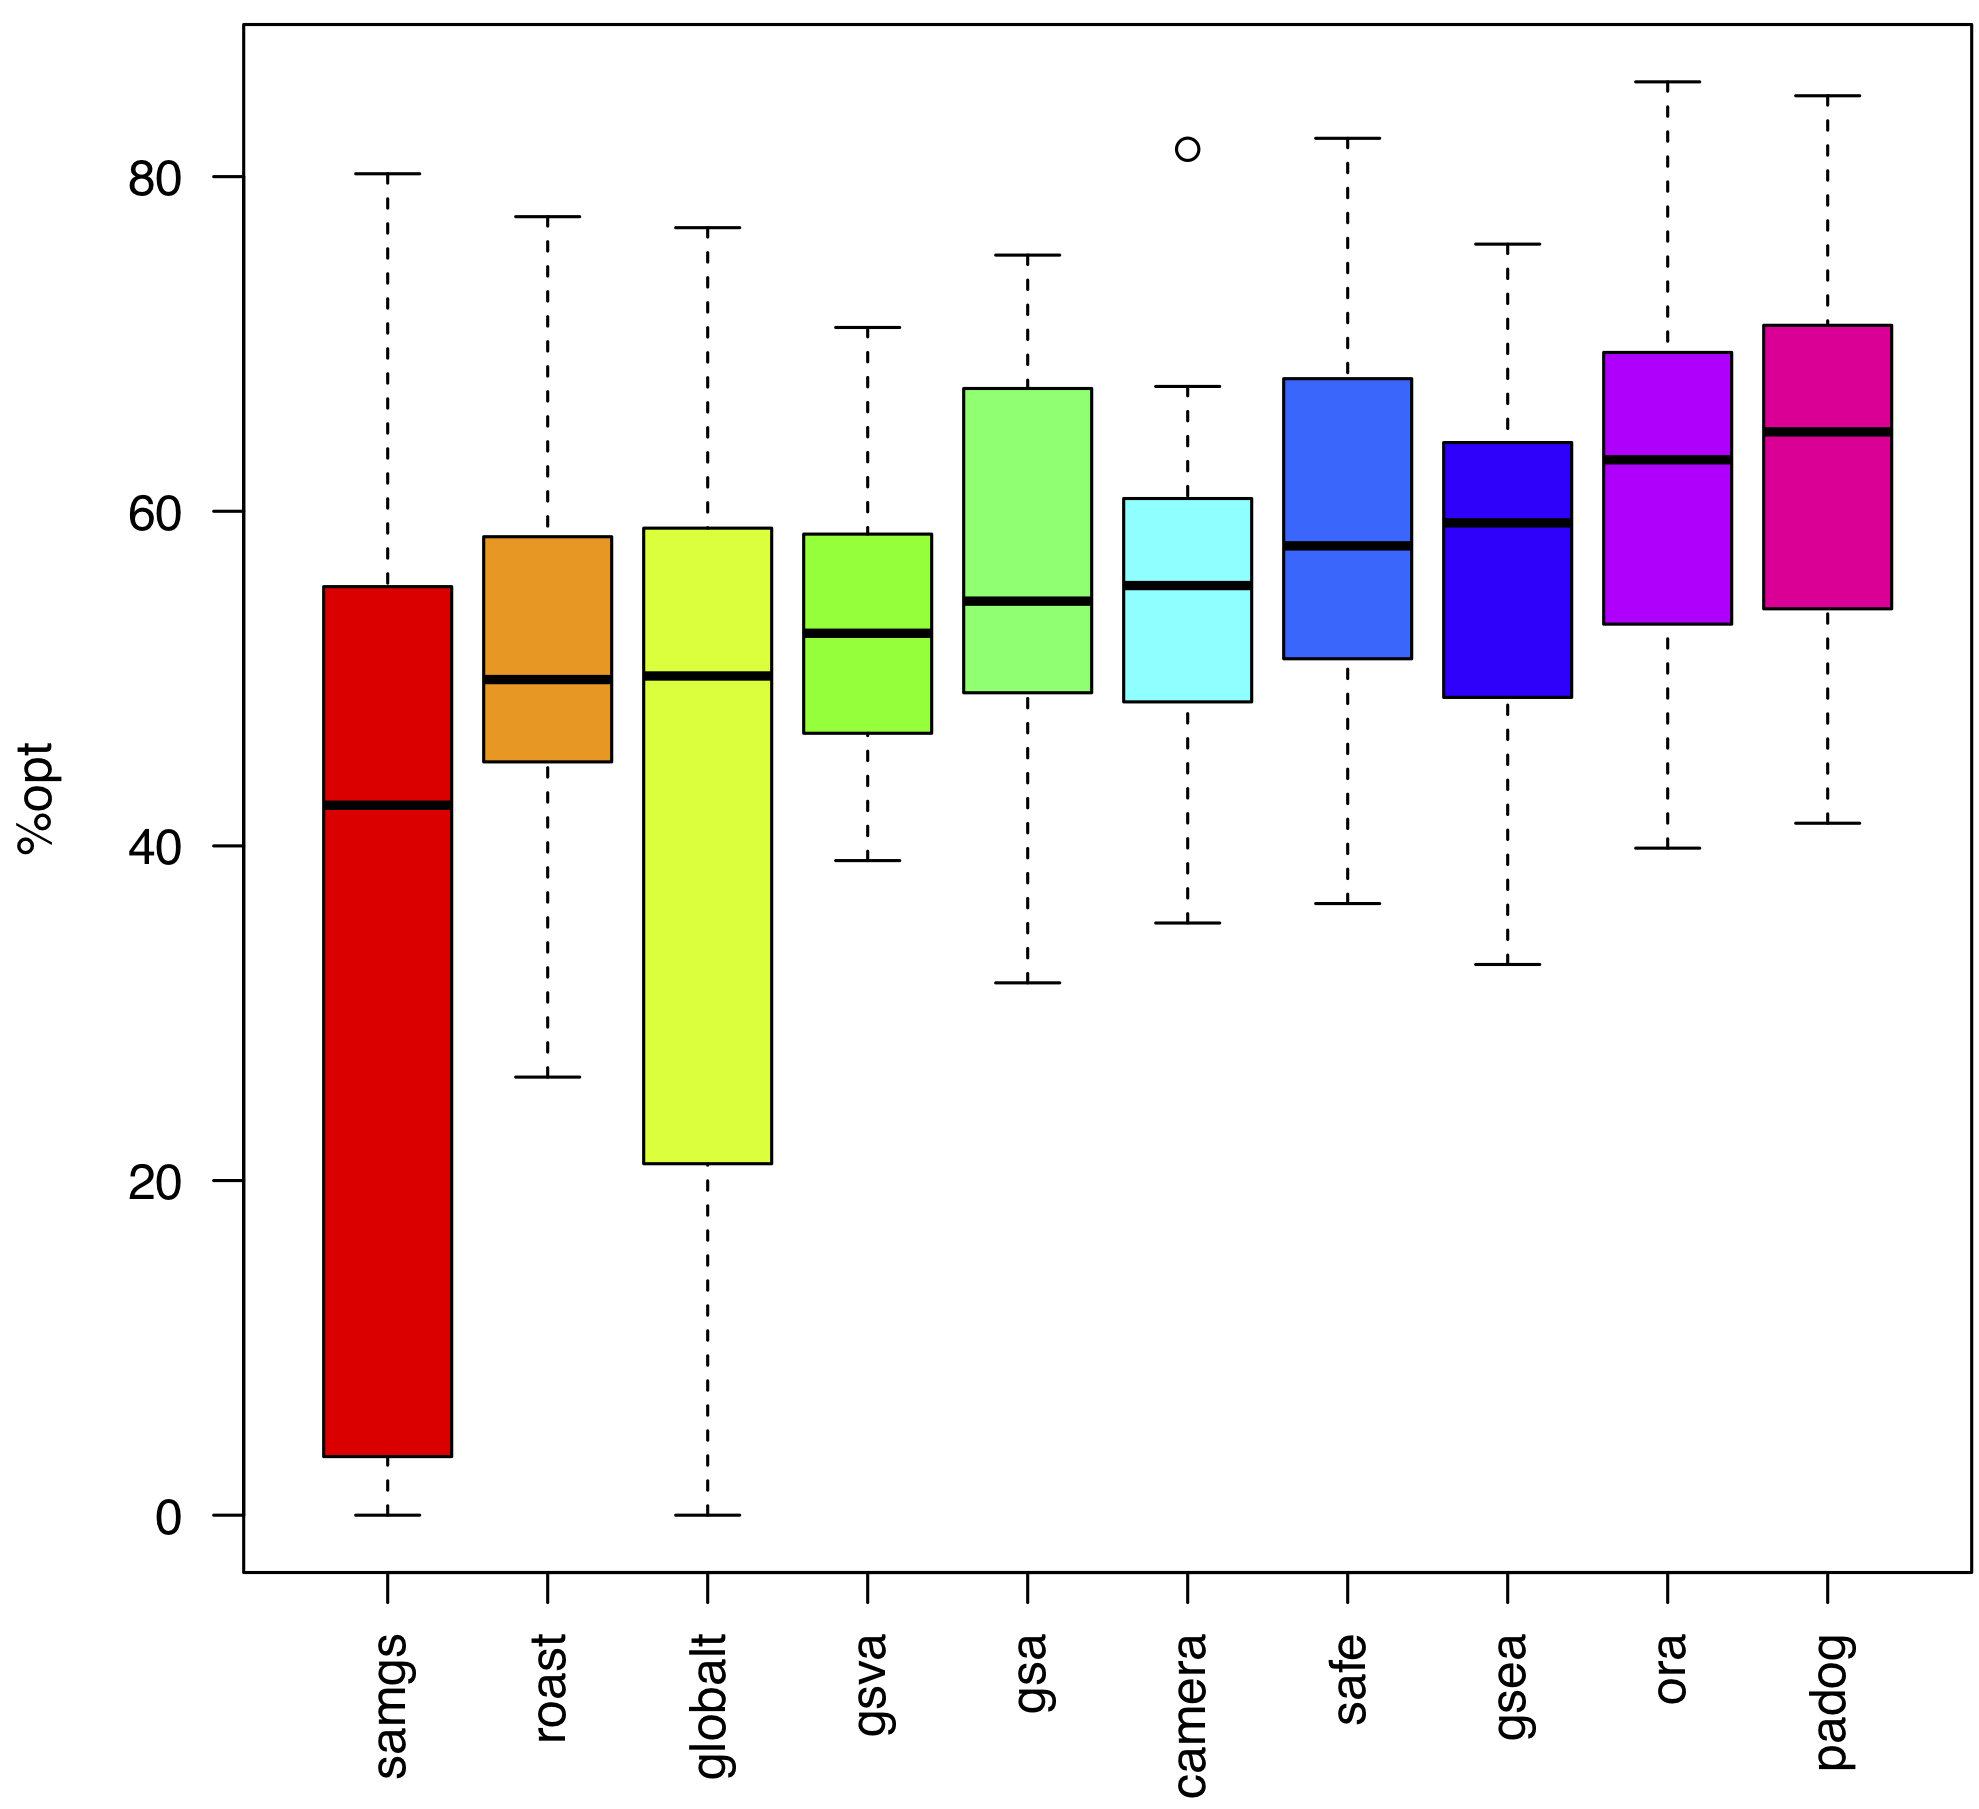 %opt
80
60
40
20
0
samgs
roast
globalt
gsva
gsa
camera
safe
gsea
ora
padog